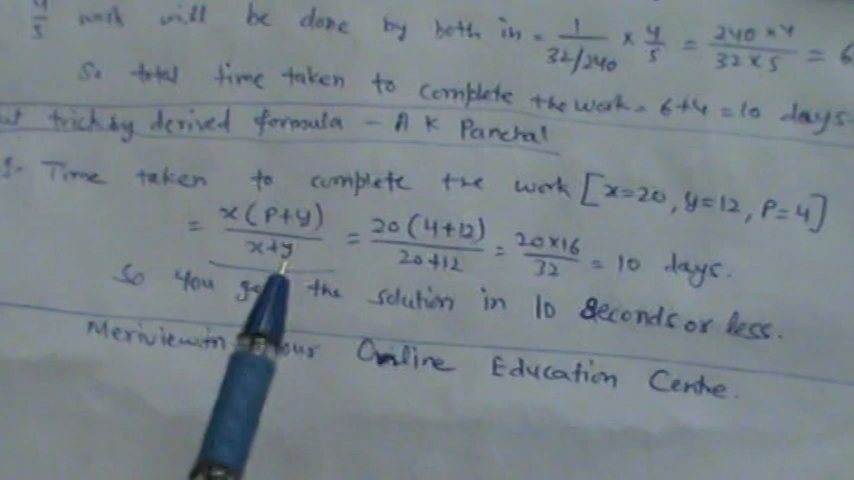 4/5 work will be done by both in = 1/(32/240) × 4/5 = (240×4)/(32×5) = 6
So total time taken to complete the work = 6+4 = 10 days.
trick by derived formula - A K Panchal
Time taken to complete the work [x=20, y=12, P=4]
= x(P+y)/(x+y) = 20(4+12)/(20+12) = (20×16)/32 = 10 days.
So you the solution in 10 Seconds or less.
Online Education Centre.